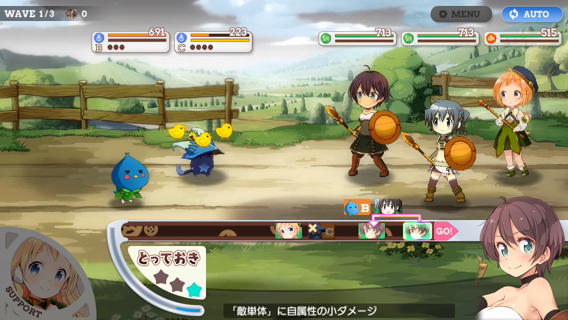 WAVE 1/3 0
MENU
AUTO
691
B
223
C
713
713
515
B
C
GO!
とっておき
SUPPORT
「敵単体」に自属性の小ダメージ